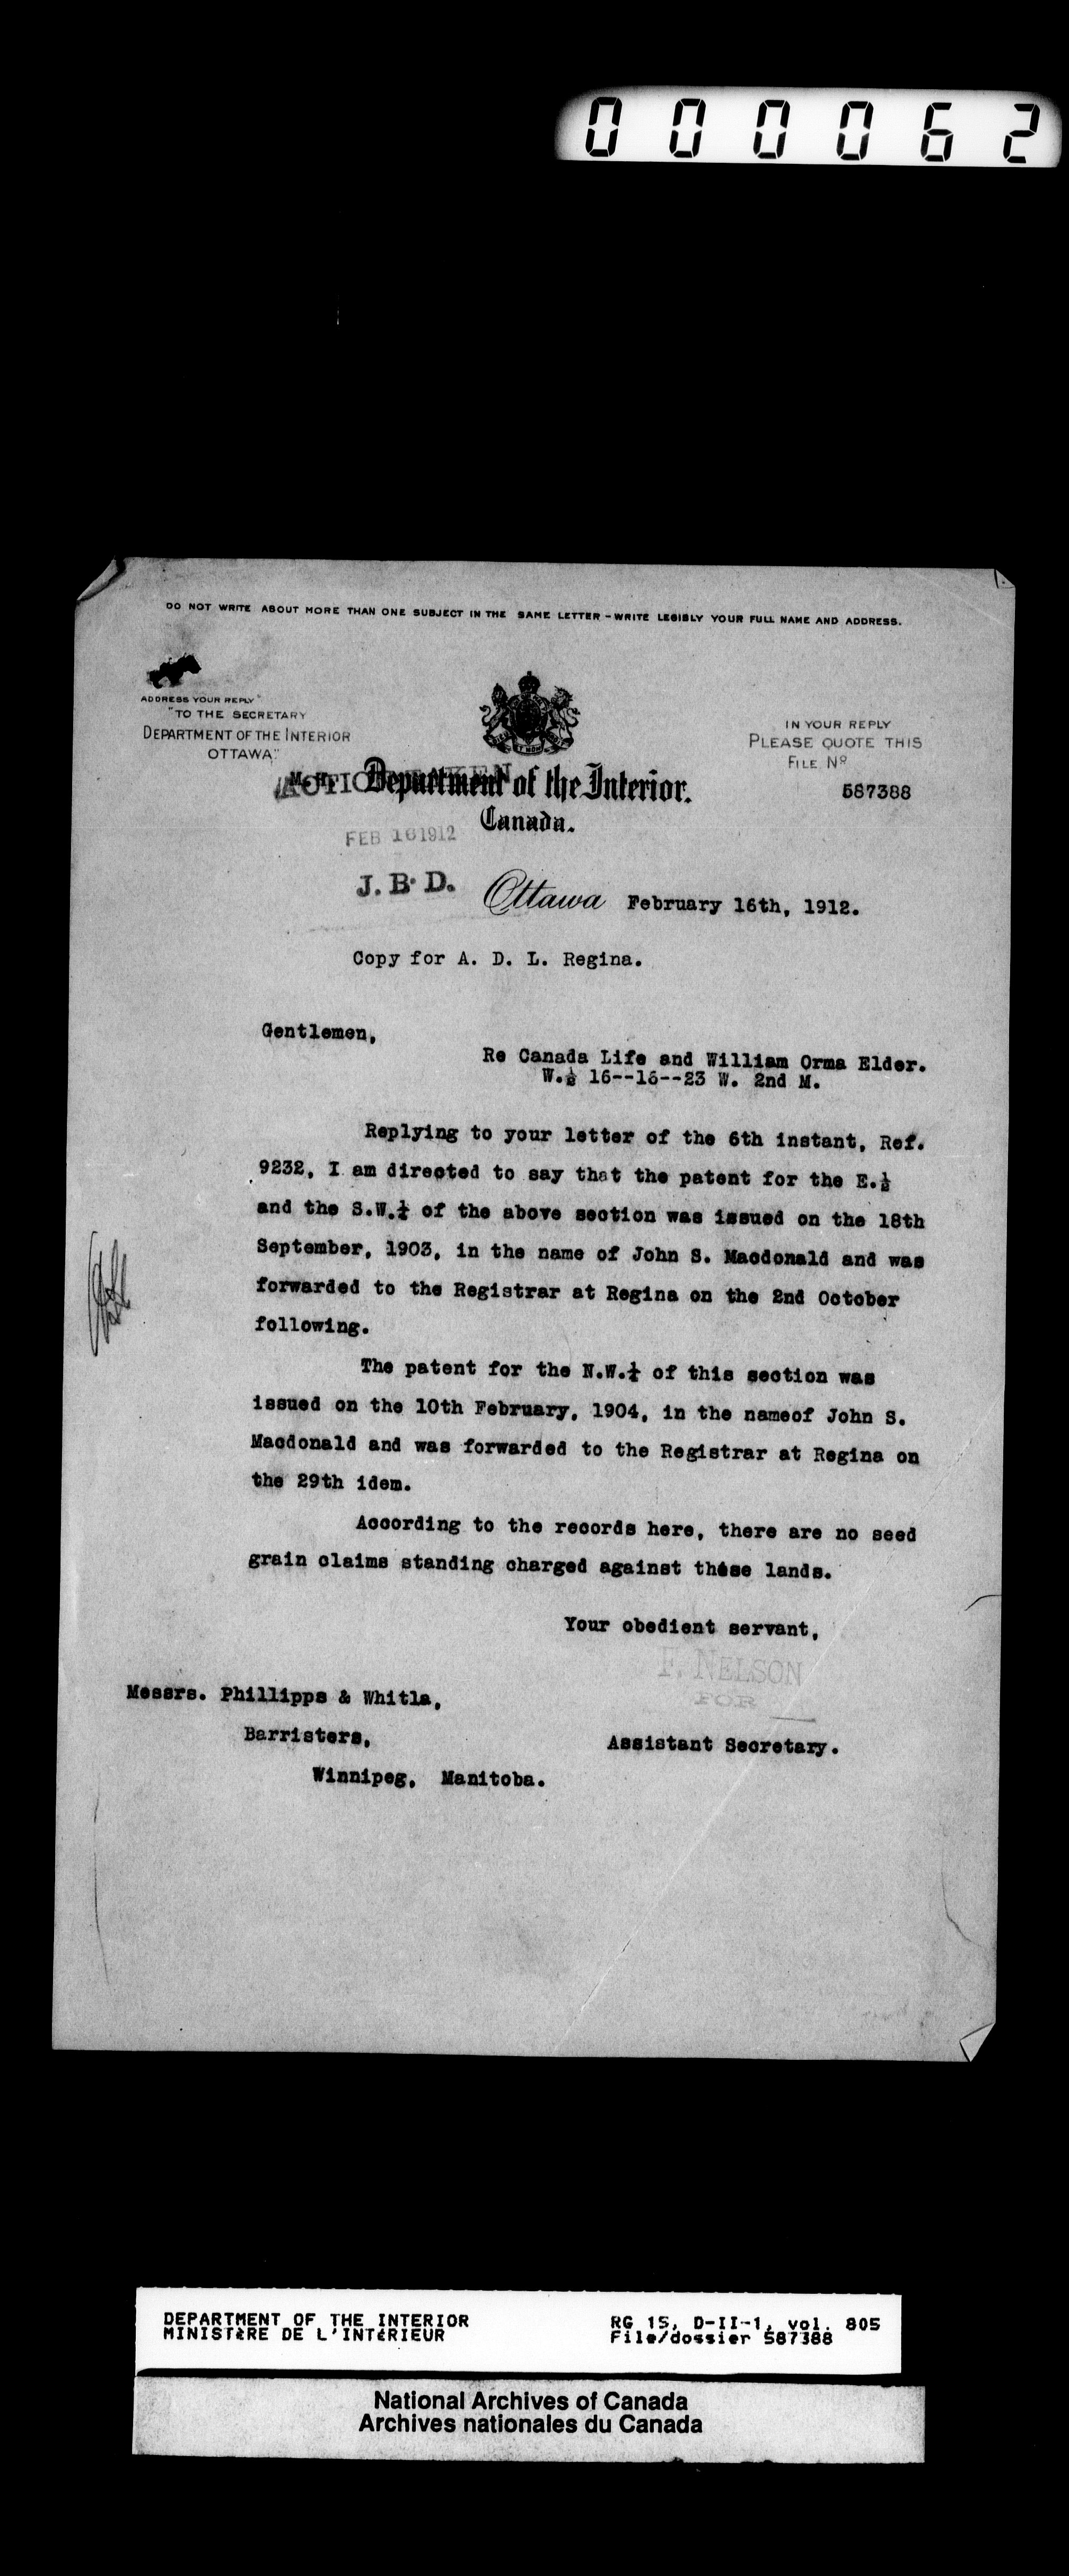 000062
DO NOT WRITE ABOUT MORE THAN ONE SUBJECT IN THE SAME LETTER - WRITE LEGIBLY YOUR FULL NAME AND ADDRESS.
ADDRESS YOUR REPLY
"TO THE SECRETARY
DEPARTMENT OF THE INTERIOR
OTTAWA."
IN YOUR REPLY
PLEASE QUOTE THIS
FILE Nº
587388
ACTION TAKEN
M.H.
Department of the Interior.
Canada.
FEB 16 1912
J. B. D.
Ottawa February 16th, 1912.
Copy for A. D. L. Regina.
Gentlemen,
Re Canada Life and William Orma Elder.
W.½ 16--16--23 W. 2nd M.
Replying to your letter of the 6th instant, Ref.
9232, I am directed to say that the patent for the E.½
and the S.W.¼ of the above section was issued on the 18th
September, 1903, in the name of John S. Macdonald and was
forwarded to the Registrar at Regina on the 2nd October
following.
The patent for the N.W.¼ of this section was
issued on the 10th February, 1904, in the nameof John S.
Macdonald and was forwarded to the Registrar at Regina on
the 29th idem.
According to the records here, there are no seed
grain claims standing charged against these lands.
Your obedient servant,
F. NELSON
FOR
Assistant Secretary.
Messrs. Phillipps & Whitla,
Barristers,
Winnipeg, Manitoba.
DEPARTMENT OF THE INTERIOR
MINISTèRE DE L'INTéRIEUR
RG 15, D-II-1, vol. 805
File/dossier 587388
National Archives of Canada
Archives nationales du Canada